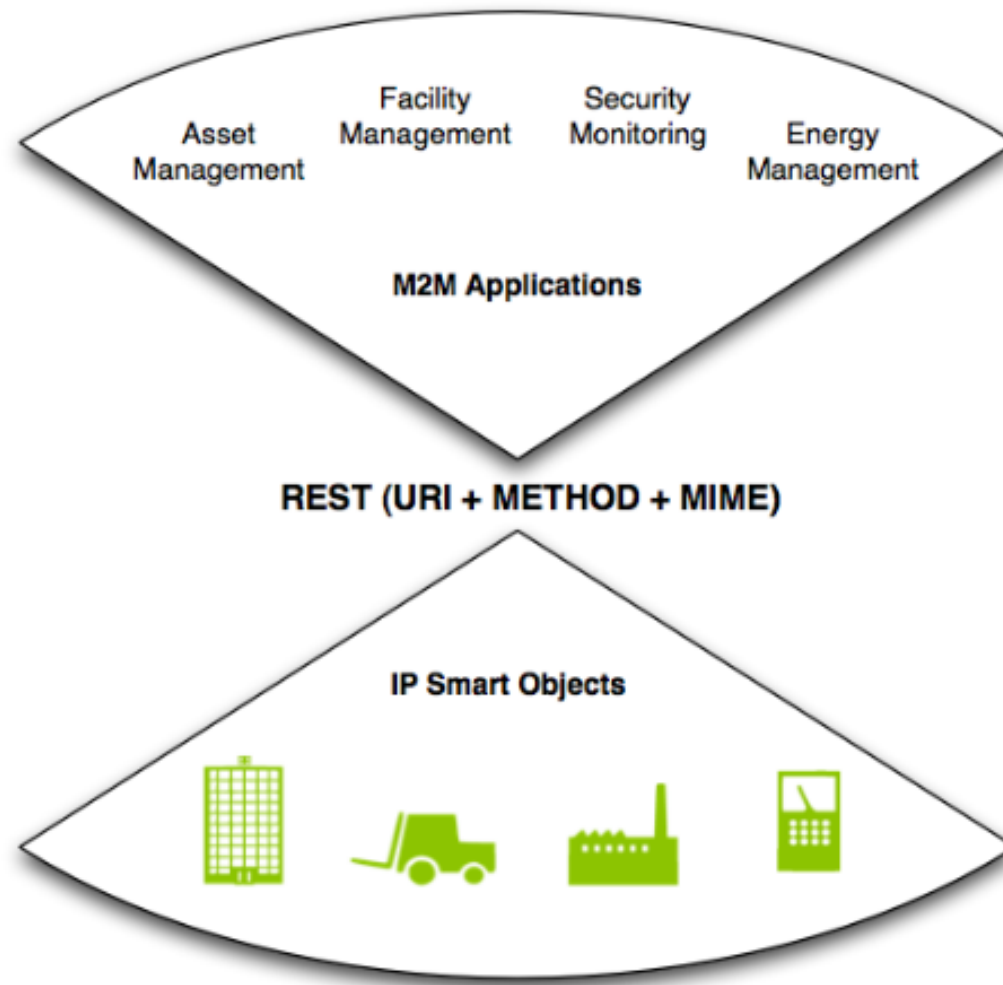 Asset
Management
Facility
Management
Security
Monitoring
Energy
Management
M2M Applications
REST (URI + METHOD + MIME)
IP Smart Objects